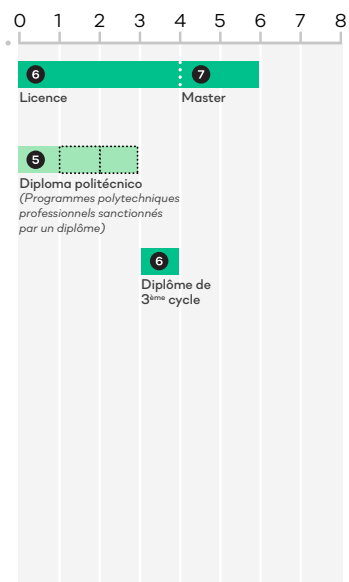 0 1 2 3 4 5 6 7 8
6 7
Licence Master
5
Diploma politécnico
(Programmes polytechniques
professionnels sanctionnés
par un diplôme)
6
Diplôme de
3ème cycle